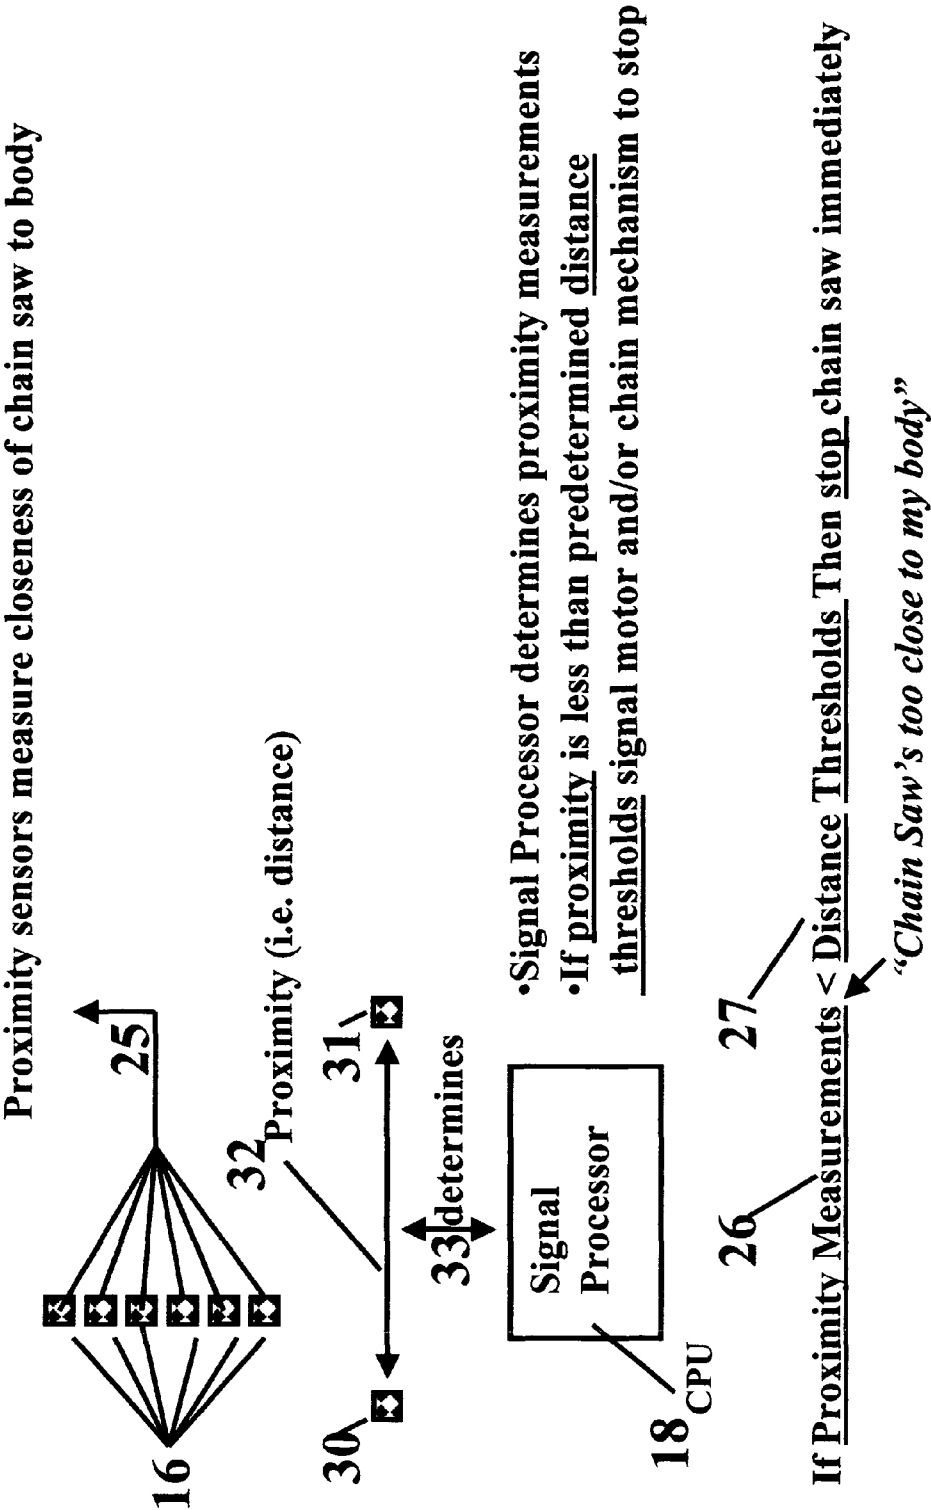 Proximity sensors measure closeness of chain saw to body
16
25
32
Proximity (i.e. distance)
30
31
33 determines
Signal
Processor
18 CPU
•Signal Processor determines proximity measurements
•If proximity is less than predetermined distance
thresholds signal motor and/or chain mechanism to stop
26
27
If Proximity Measurements < Distance Thresholds Then stop chain saw immediately
“Chain Saw’s too close to my body”